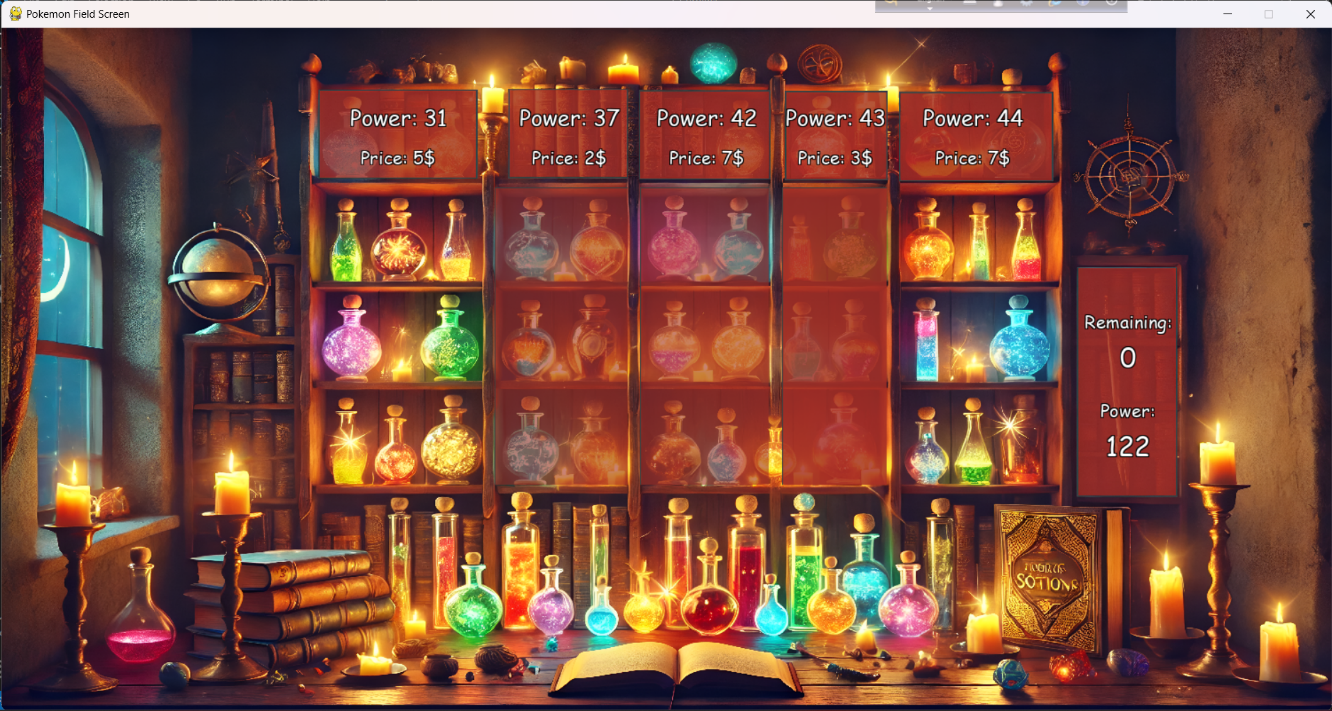 Pokemon Field Screen
Power: 31
Price: 5$
Power: 37
Price: 2$
Power: 42
Price: 7$
Power: 43
Price: 3$
Power: 44
Price: 7$
Remaining:
0
Power:
122
SOTIONS